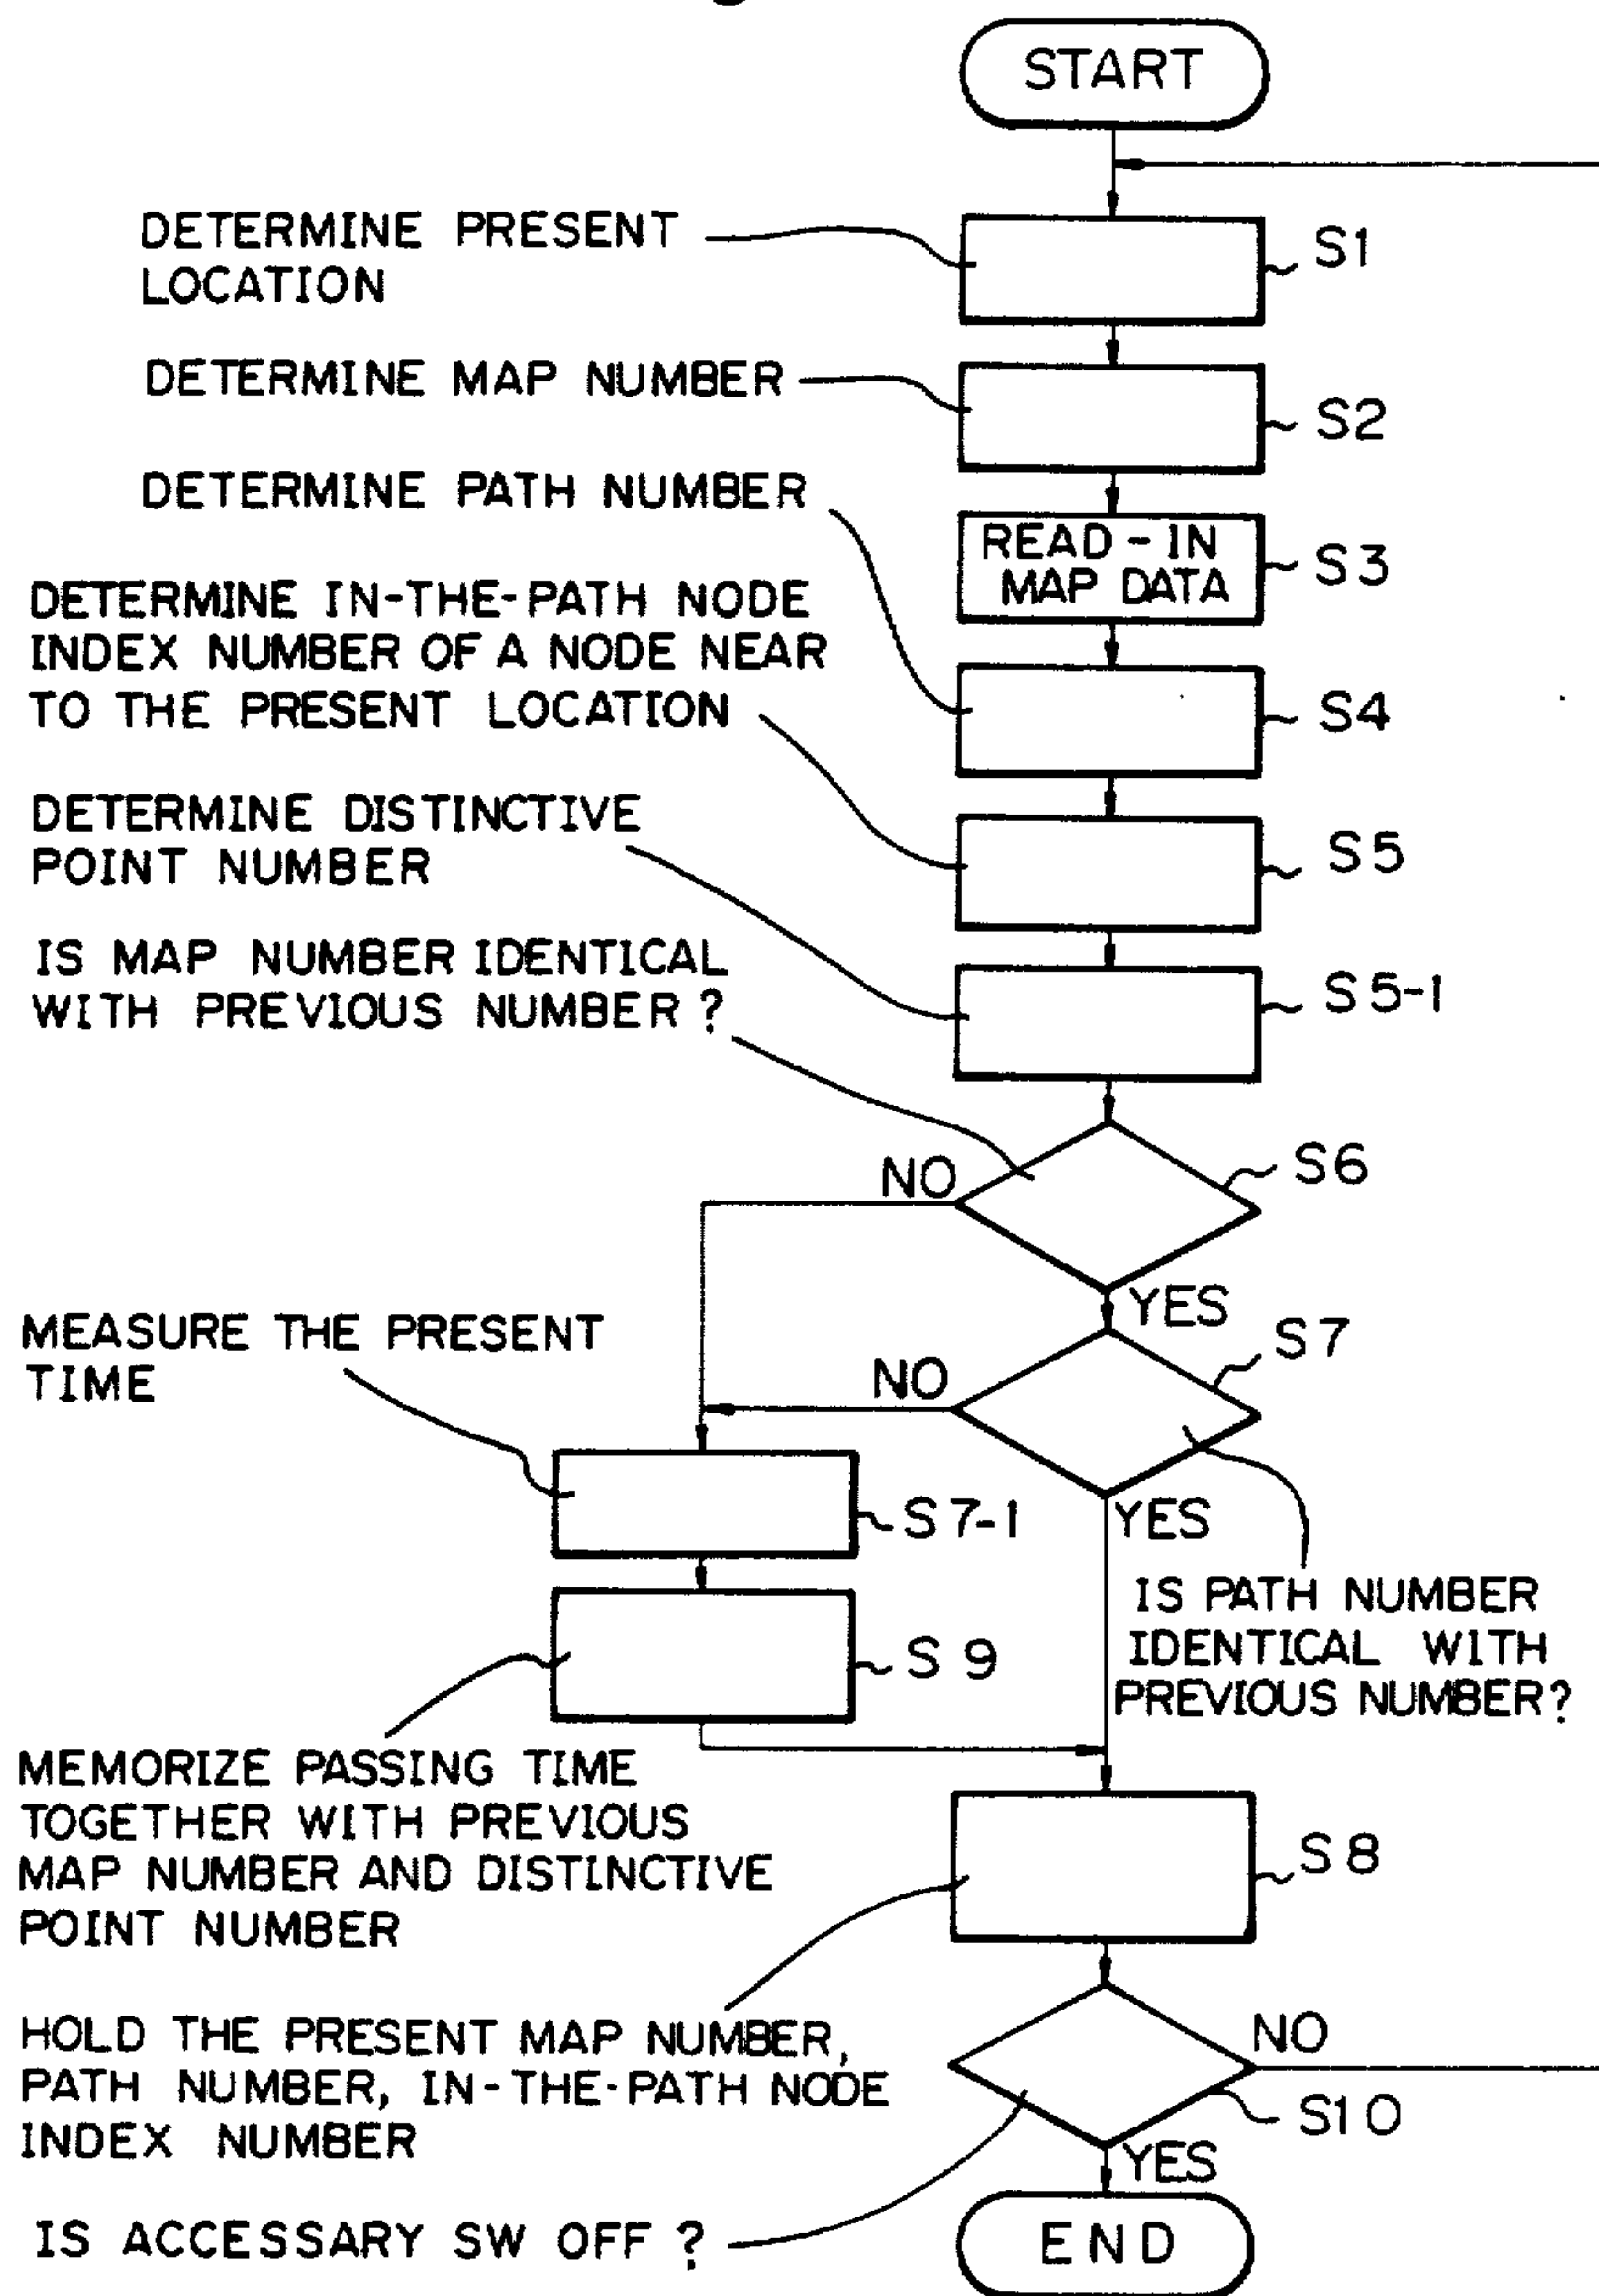 START
DETERMINE PRESENT
LOCATION
S1
DETERMINE MAP NUMBER
S2
DETERMINE PATH NUMBER
READ-IN
MAP DATA
S3
DETERMINE IN-THE-PATH NODE
INDEX NUMBER OF A NODE NEAR
TO THE PRESENT LOCATION
S4
S5
DETERMINE DISTINCTIVE
POINT NUMBER
S5-1
IS MAP NUMBER IDENTICAL
WITH PREVIOUS NUMBER?
NO
S6
YES
MEASURE THE PRESENT
TIME
NO
S7
YES
S7-1
IS PATH NUMBER
IDENTICAL WITH
PREVIOUS NUMBER?
S9
MEMORIZE PASSING TIME
TOGETHER WITH PREVIOUS
MAP NUMBER AND DISTINCTIVE
POINT NUMBER
S8
HOLD THE PRESENT MAP NUMBER,
PATH NUMBER, IN-THE-PATH NODE
INDEX NUMBER
NO
S10
YES
IS ACCESSARY SW OFF ?
END